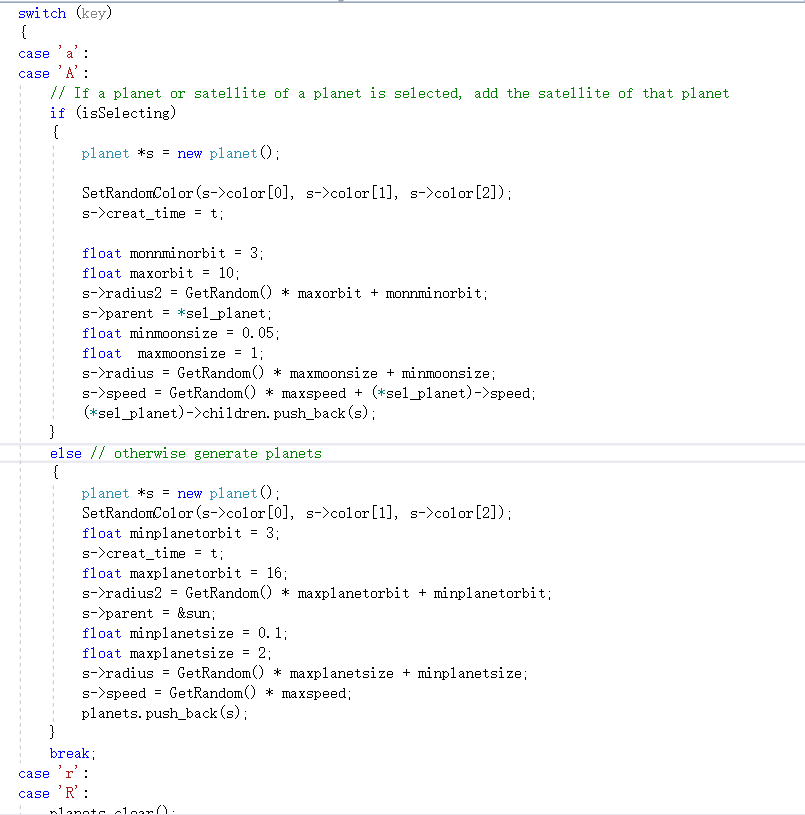 switch (key)
{
case 'a':
case 'A':
// If a planet or satellite of a planet is selected, add the satellite of that planet
if (isSelecting)
{
planet *s = new planet();
SetRandomColor(s->color[0], s->color[1], s->color[2]);
s->creat_time = t;
float monnminorbit = 3;
float maxorbit = 10;
s->radius2 = GetRandom() * maxorbit + monnminorbit;
s->parent = *sel_planet;
float minmoonsize = 0.05;
float  maxmoonsize = 1;
s->radius = GetRandom() * maxmoonsize + minmoonsize;
s->speed = GetRandom() * maxspeed + (*sel_planet)->speed;
(*sel_planet)->children.push_back(s);
}
else // otherwise generate planets
{
planet *s = new planet();
SetRandomColor(s->color[0], s->color[1], s->color[2]);
float minplanetorbit = 3;
s->creat_time = t;
float maxplanetorbit = 16;
s->radius2 = GetRandom() * maxplanetorbit + minplanetorbit;
s->parent = &sun;
float minplanetsize = 0.1;
float maxplanetsize = 2;
s->radius = GetRandom() * maxplanetsize + minplanetsize;
s->speed = GetRandom() * maxspeed;
planets.push_back(s);
}
break;
case 'r':
case 'R':
planets.clear();